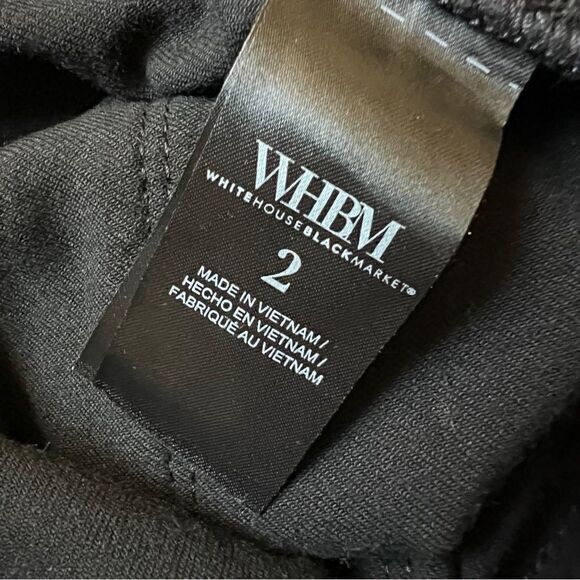 WHBM
WHITEHOUSEBLACKMARKET®
2
MADE IN VIETNAM/
HECHO EN VIETNAM/
FABRIQUÉ AU VIETNAM